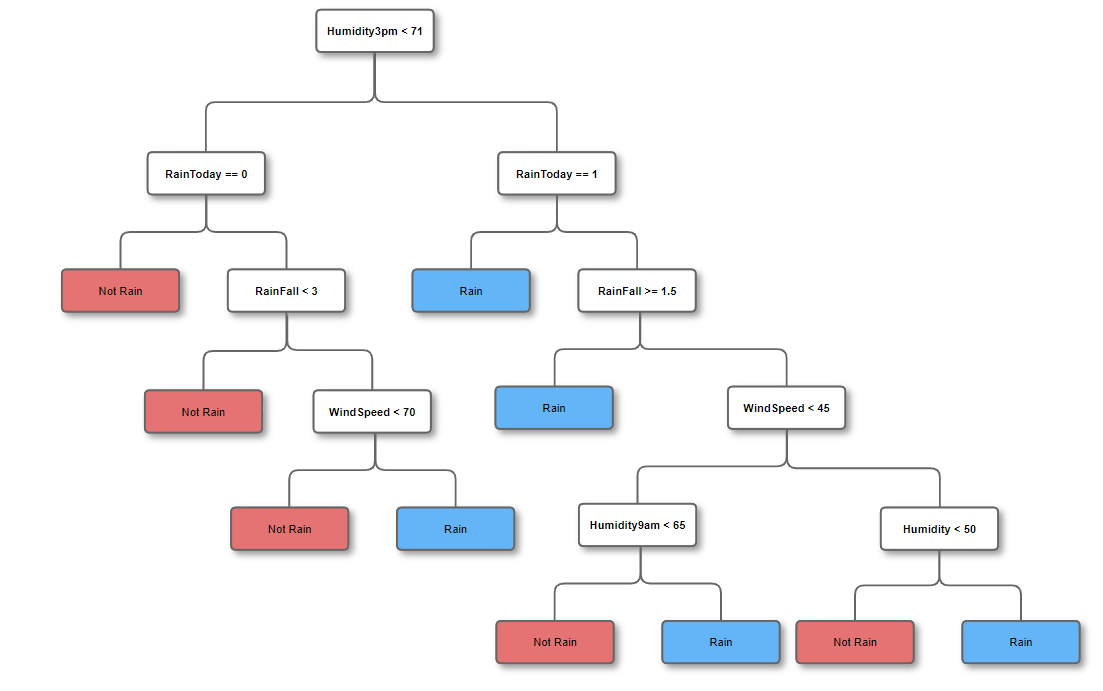 Humidity3pm < 71
RainToday == 0
RainToday == 1
Not Rain
RainFall < 3
Rain
RainFall >= 1.5
Not Rain
WindSpeed < 70
Rain
WindSpeed < 45
Not Rain
Rain
Humidity9am < 65
Humidity < 50
Not Rain
Rain
Not Rain
Rain